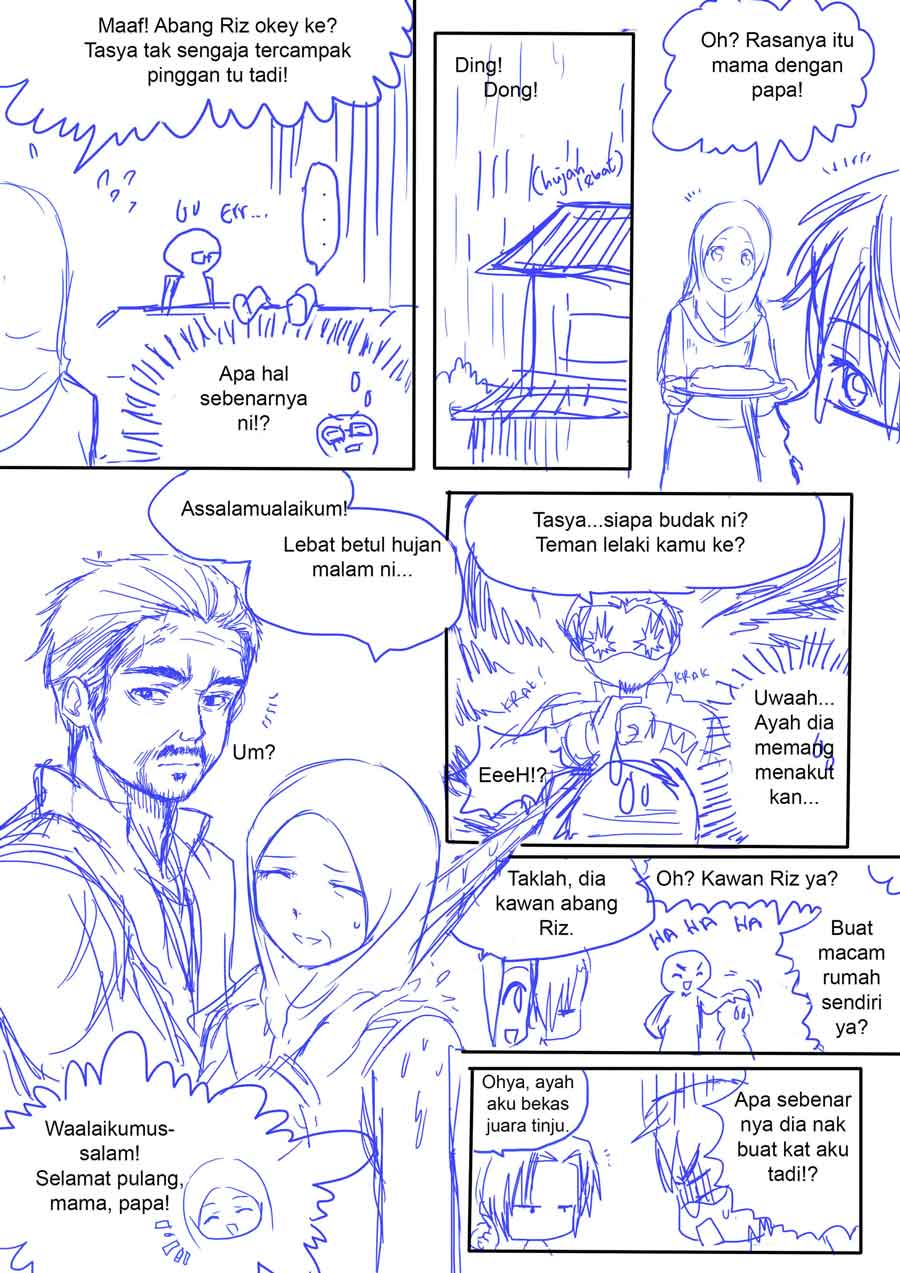 Maaf! Abang Riz okey ke?
Tasya tak sengaja tercampak
pinggan tu tadi!
UU
Err...
...
Apa hal
sebenarnya
ni!?
Ding!
Dong!
(hujan
lebat)
Oh? Rasanya itu
mama dengan
papa!
Assalamualaikum!
Lebat betul hujan
malam ni...
Um?
Waalaikumus-
salam!
Selamat pulang,
mama, papa!
Tasya...siapa budak ni?
Teman lelaki kamu ke?
KRAK!
KRAK
EeeH!?
Uwaah...
Ayah dia
memang
menakut
kan...
Taklah, dia
kawan abang
Riz.
Oh? Kawan Riz ya?
HA HA HA
Buat
macam
rumah
sendiri
ya?
Ohya, ayah
aku bekas
juara tinju.
Apa sebenar
nya dia nak
buat kat aku
tadi!?